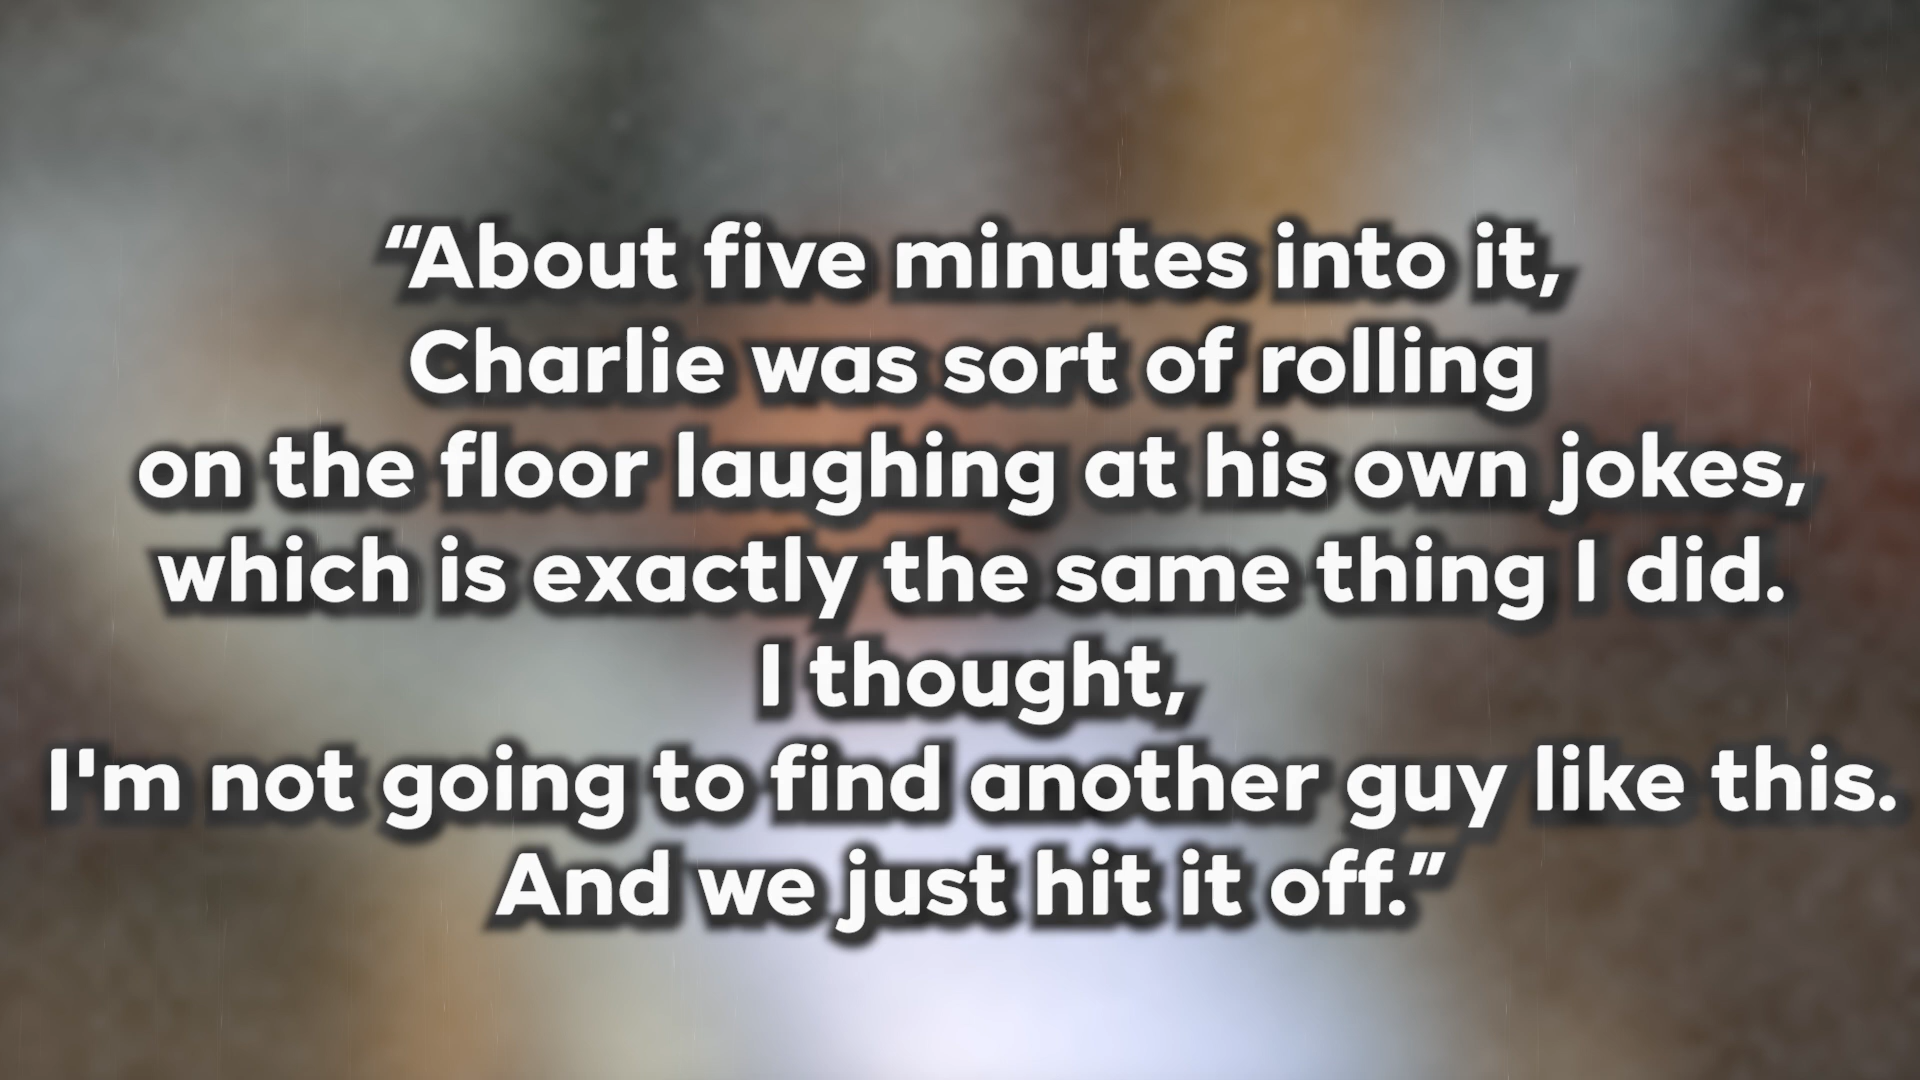 “About five minutes into it,
Charlie was sort of rolling
on the floor laughing at his own jokes,
which is exactly the same thing I did.
I thought,
I'm not going to find another guy like this.
And we just hit it off.”